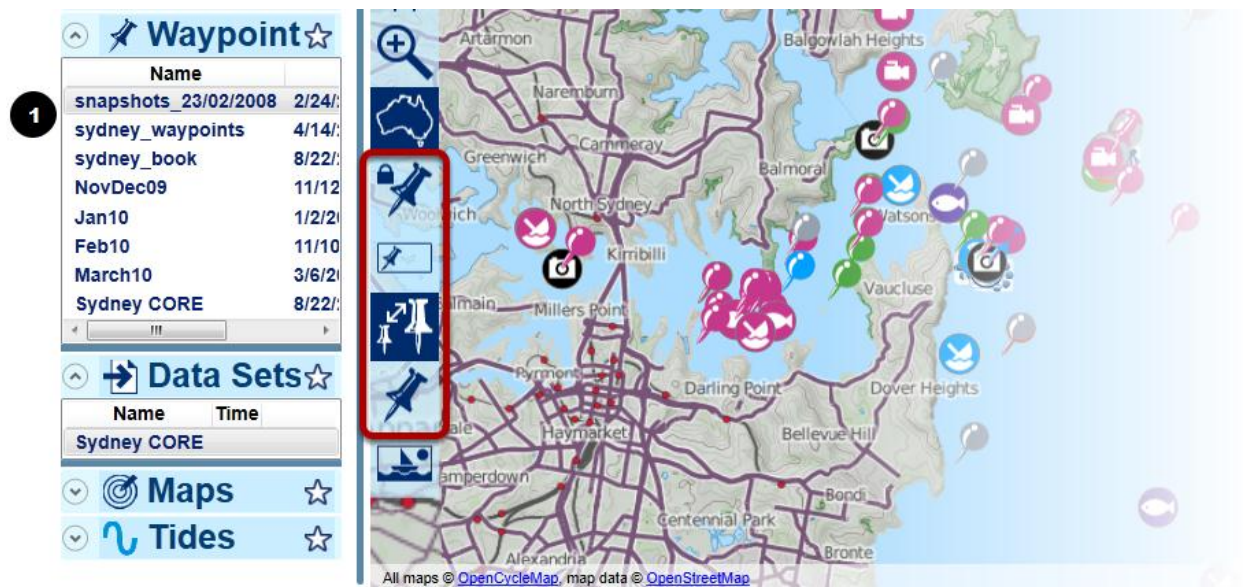 1
Waypoint
Name
snapshots_23/02/2008 2/24/
sydney_waypoints 4/14/
sydney_book 8/22/
NovDec09 11/12
Jan10 1/2/2
Feb10 11/10
March10 3/6/2
Sydney CORE 8/22/
Data Sets
Name Time
Sydney CORE
Maps
Tides
Artarmon
Balgowlah Heights
Naremburn
Cammeray
Greenwich
Balmoral
North Sydney
Watsons
Kirribilli
Vaucluse
Millers Point
Pyrmont
Darling Point
Dover Heights
Haymarket
Bellevue Hill
amperdown
Bondi
Centennial Park
Alexandria
Bronte
All maps © OpenCycleMap, map data © OpenStreetMap